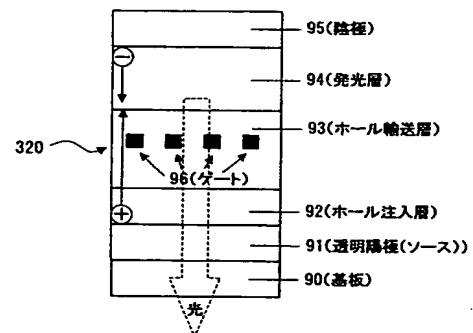 95(陰極)
−
94(発光層)
93(ホール輸送層)
320
96(ゲート)
92(ホール注入層)
+
91(透明陽極(ソース))
90(基板)
光